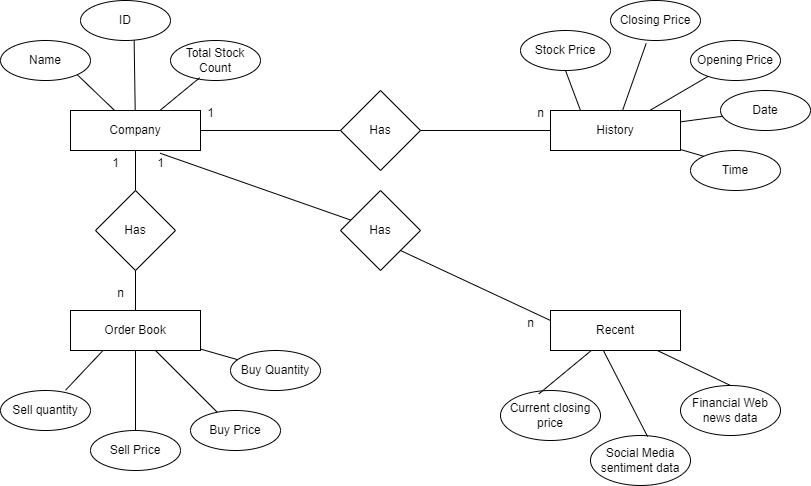 ID
Closing Price
Name
Total Stock
Count
Stock Price
Opening Price
1
n
Company
Has
History
Date
1
1
Time
Has
Has
n
n
Order Book
Recent
Buy Quantity
Sell quantity
Buy Price
Sell Price
Current closing
price
Financial Web
news data
Social Media
sentiment data